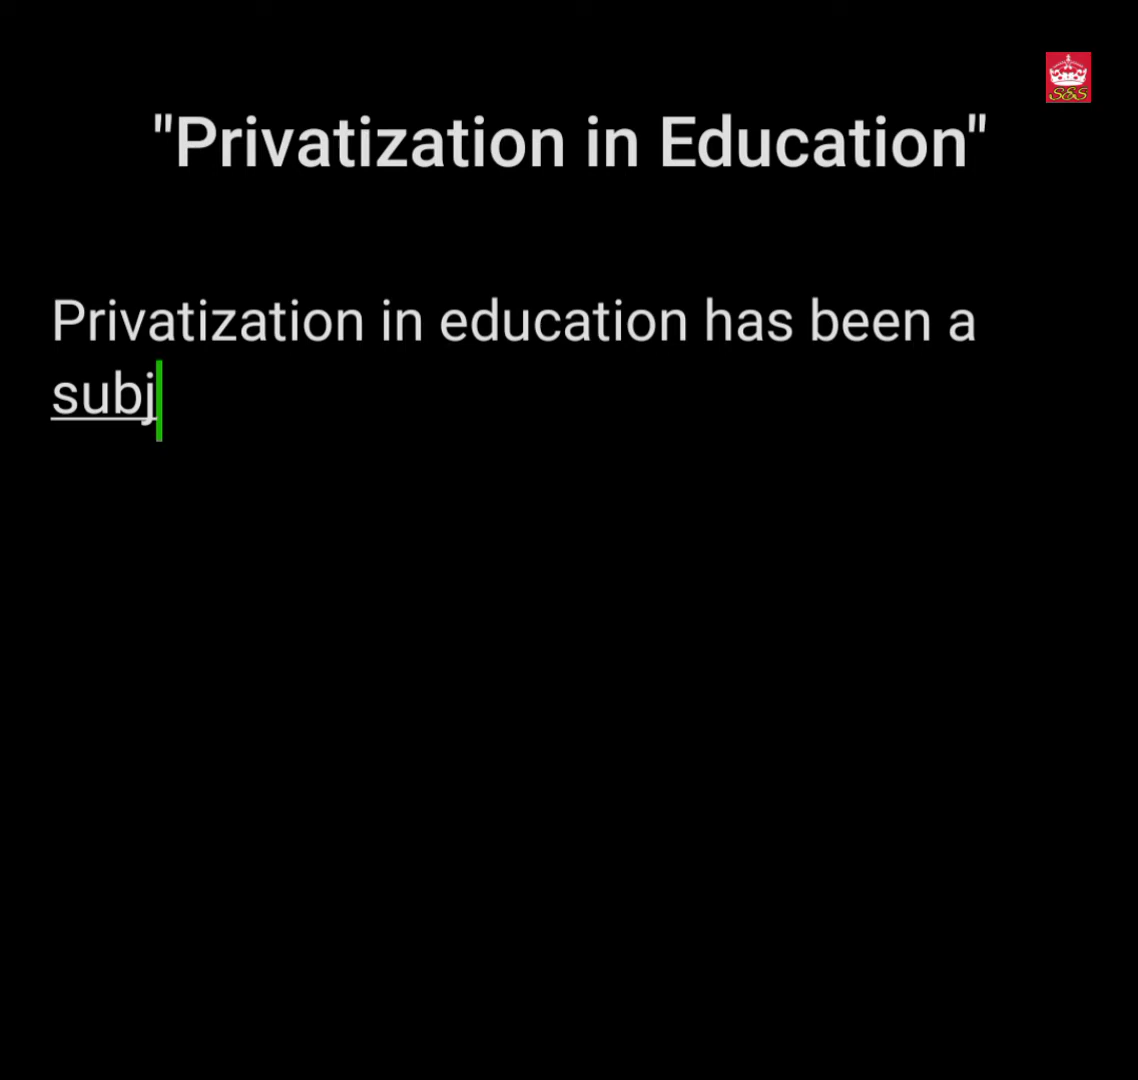 S&S
"Privatization in Education"
Privatization in education has been a
subj